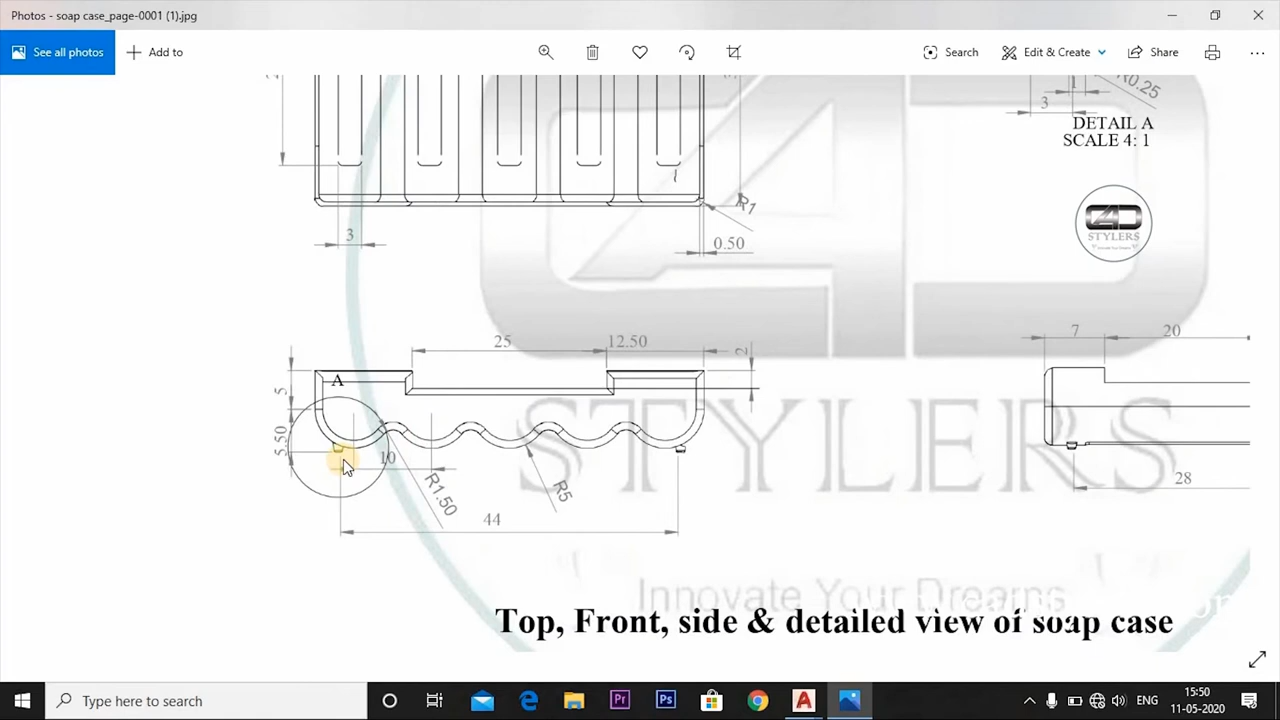 Photos - soap case_page-0001 (1).jpg
See all photos
Add to
Search
Edit & Create
Share
R0.25
1
3
DETAIL A
SCALE 4: 1
CAD
STYLERS
R1
3
0.50
25
12.50
2
7
20
5
A
5.50
10
R1.50
R5
28
44
STYLERS
Innovate Your Dreams
Top, Front, side & detailed view of soap case
Type here to search
ENG
15:50
11-05-2020